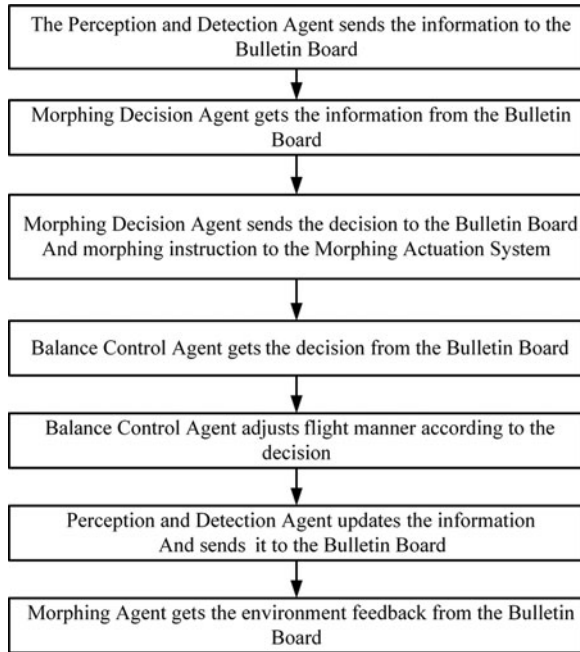 The Perception and Detection Agent sends the information to the
Bulletin Board
Morphing Decision Agent gets the information from the Bulletin
Board
Morphing Decision Agent sends the decision to the Bulletin Board
And morphing instruction to the Morphing Actuation System
Balance Control Agent gets the decision from the Bulletin Board
Balance Control Agent adjusts flight manner according to the
decision
Perception and Detection Agent updates the information
And sends it to the Bulletin Board
Morphing Agent gets the environment feedback from the Bulletin
Board